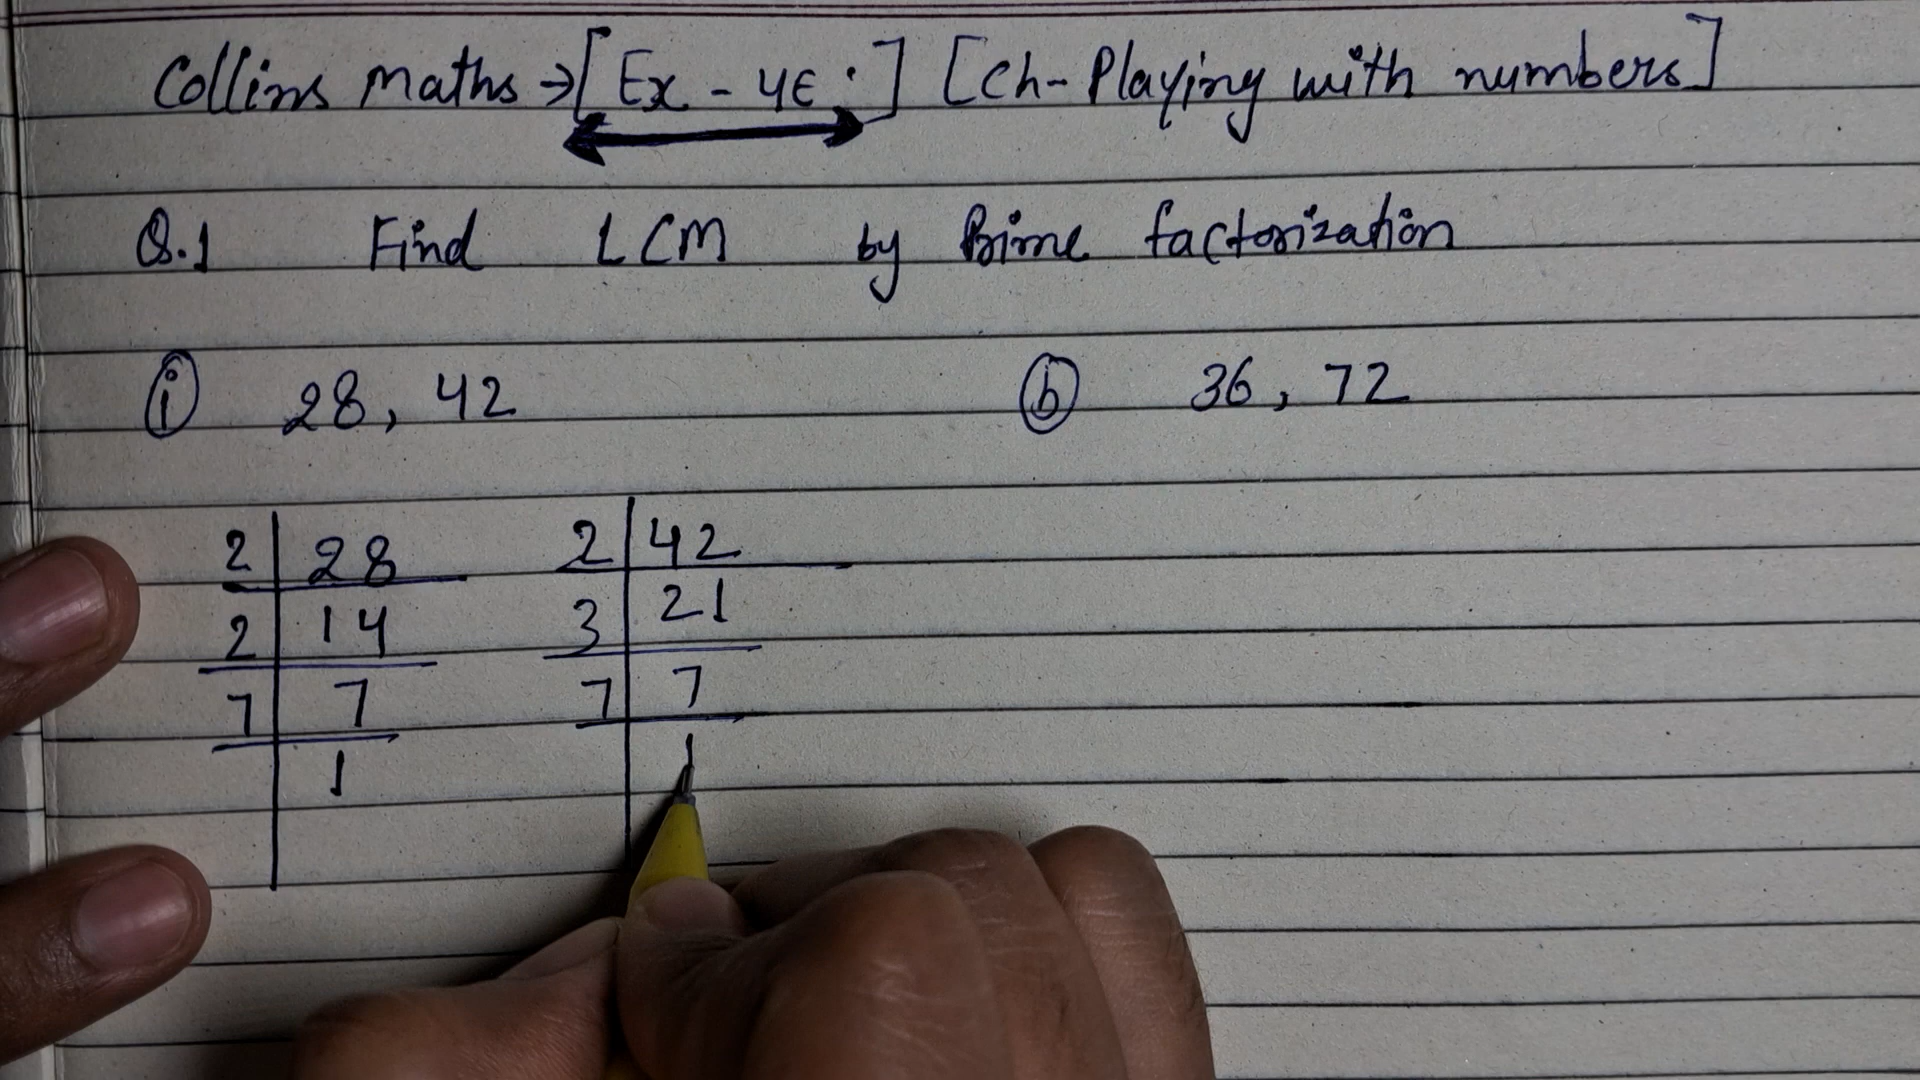 Collins Maths → [Ex - 4E.] [Ch- Playing with numbers]
Q.1 Find LCM by Prime factorization
i 28, 42 b 36, 72
2 28 2 42
2 14 3 21
7 7 7 7
1 1